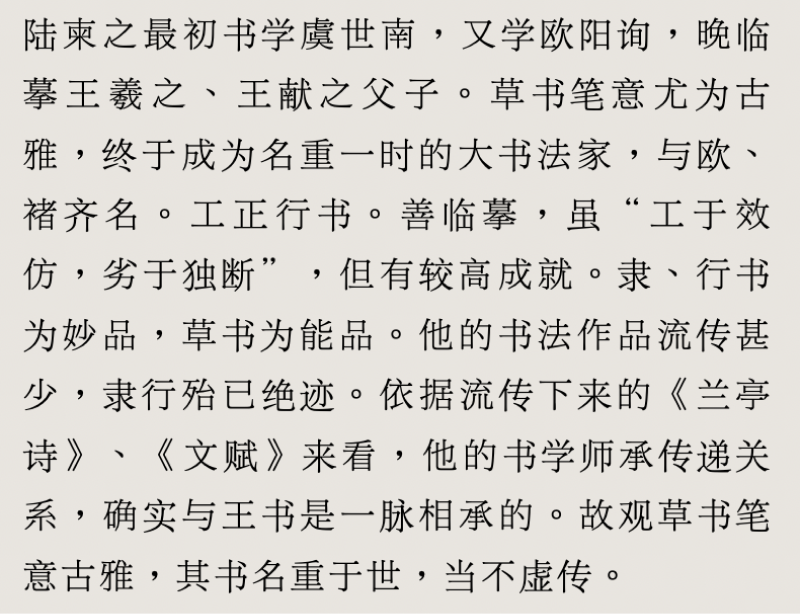 陆柬之最初书学虞世南，又学欧阳询，晚临
摹王羲之、王献之父子。草书笔意尤为古
雅，终于成为名重一时的大书法家，与欧、
褚齐名。工正行书。善临摹，虽“工于效
仿，劣于独断”，但有较高成就。隶、行书
为妙品，草书为能品。他的书法作品流传甚
少，隶行殆已绝迹。依据流传下来的《兰亭
诗》、《文赋》来看，他的书学师承传递关
系，确实与王书是一脉相承的。故观草书笔
意古雅，其书名重于世，当不虚传。